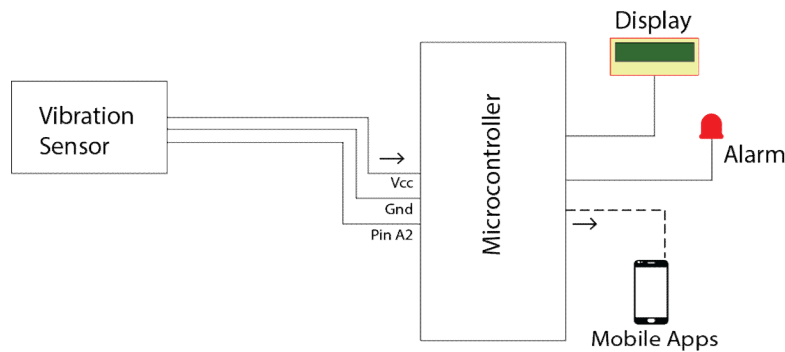 Display
Vibration
Sensor
Microcontroller
Alarm
Vcc
Gnd
Pin A2
Mobile Apps